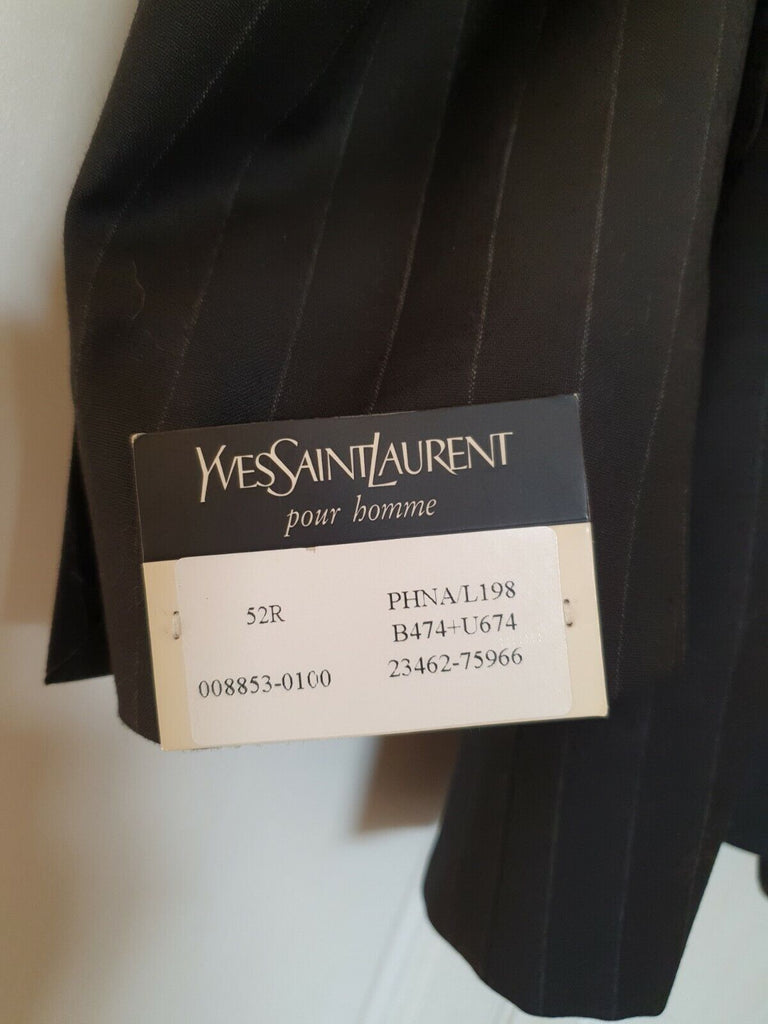 YVESSAINTLAURENT
pour homme
52R
PHNA/L198
B474+U674
008853-0100
23462-75966